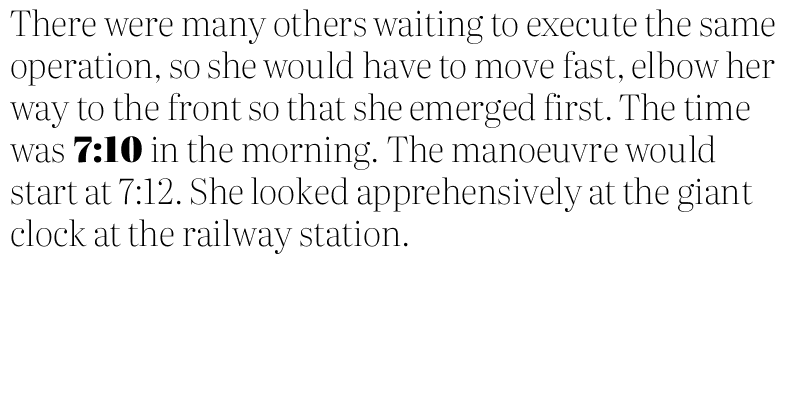 There were many others waiting to execute the same
operation, so she would have to move fast, elbow her
way to the front so that she emerged first. The time
was 7:10 in the morning. The manoeuvre would
start at 7:12. She looked apprehensively at the giant
clock at the railway station.